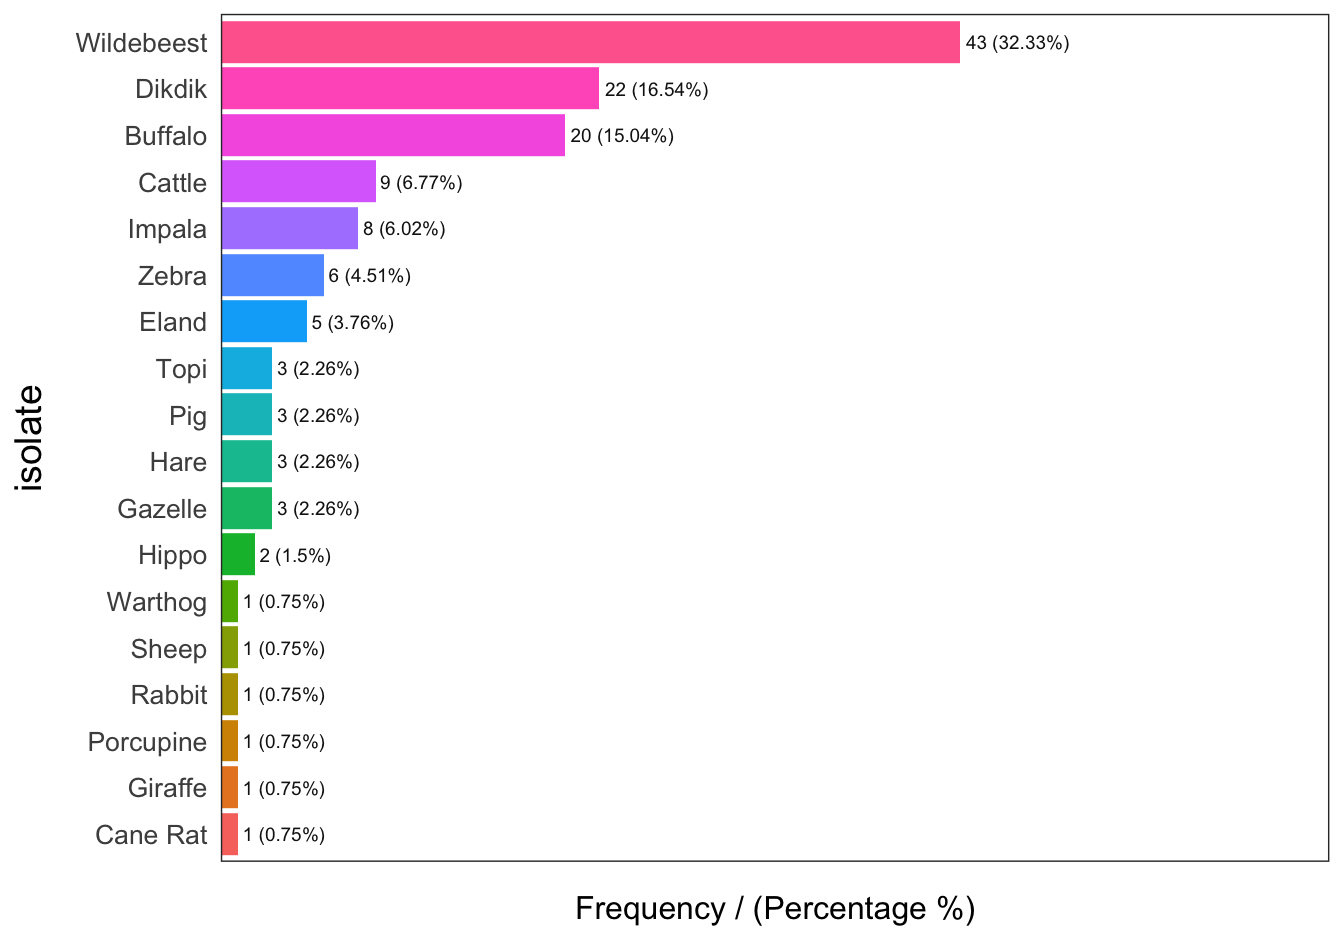 Wildebeest 43 (32.33%)
Dikdik 22 (16.54%)
Buffalo 20 (15.04%)
Cattle 9 (6.77%)
Impala 8 (6.02%)
Zebra 6 (4.51%)
Eland 5 (3.76%)
Topi 3 (2.26%)
Pig 3 (2.26%)
Hare 3 (2.26%)
Gazelle 3 (2.26%)
Hippo 2 (1.5%)
Warthog 1 (0.75%)
Sheep 1 (0.75%)
Rabbit 1 (0.75%)
Porcupine 1 (0.75%)
Giraffe 1 (0.75%)
Cane Rat 1 (0.75%)
isolate
Frequency / (Percentage %)